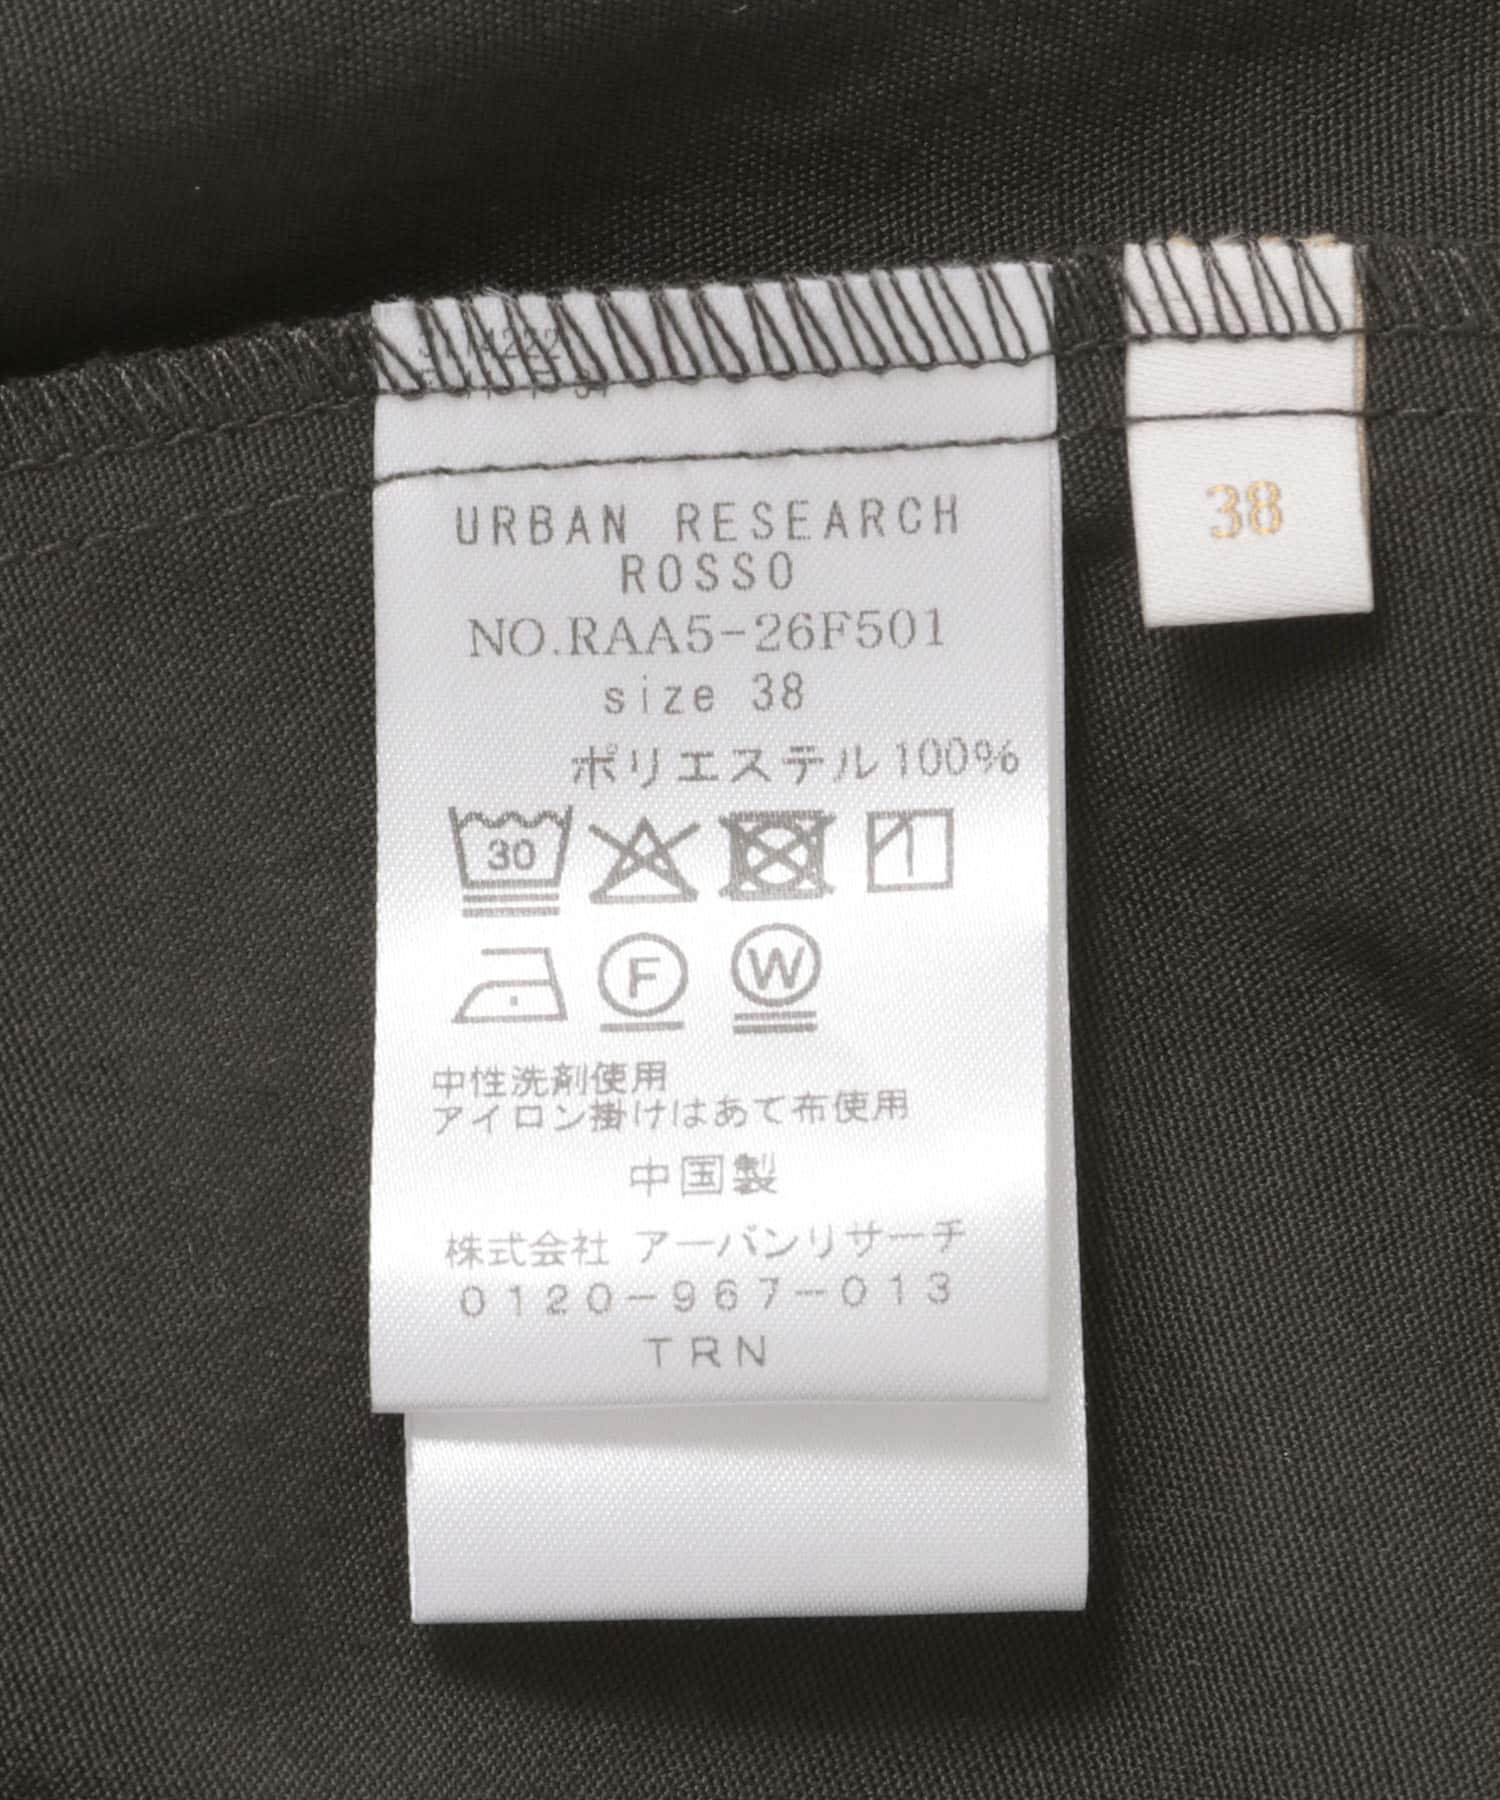 URBAN RESEARCH
ROSSO
NO.RAA5-26F501
size 38
ポリエステル100%
30
F
W
中性洗剤使用
アイロン掛けはあて布使用
中国製
株式会社 アーバンリサーチ
0120-967-013
TRN
38